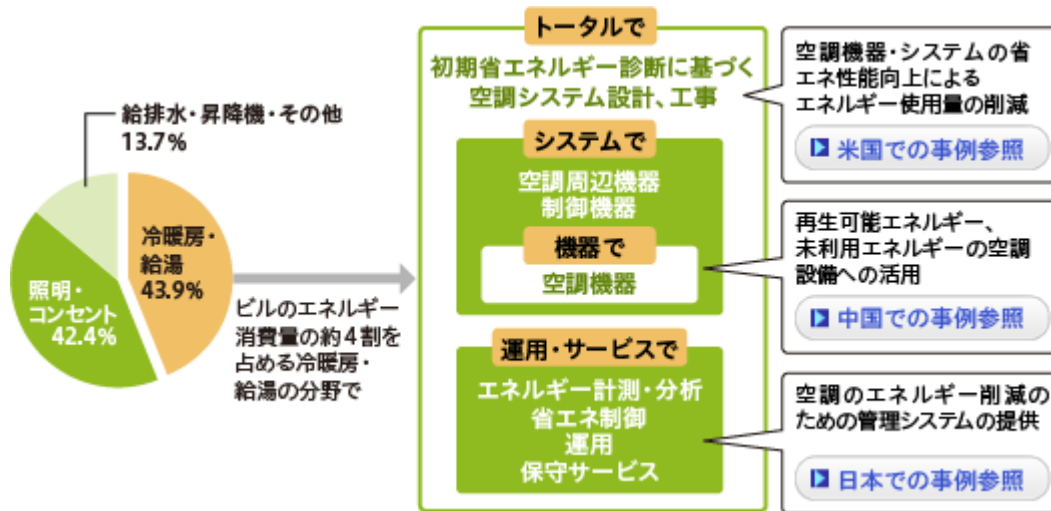 給排水・昇降機・その他
13.7%
冷暖房・
給湯
43.9%
照明・
コンセント
42.4%
ビルのエネルギー
消費量の約4割を
占める冷暖房・
給湯の分野で
トータルで
初期省エネルギー診断に基づく
空調システム設計、工事
システムで
空調周辺機器
制御機器
機器で
空調機器
運用・サービスで
エネルギー計測・分析
省エネ制御
運用
保守サービス
空調機器・システムの省
エネ性能向上による
エネルギー使用量の削減
米国での事例参照
再生可能エネルギー、
未利用エネルギーの空調
設備への活用
中国での事例参照
空調のエネルギー削減の
ための管理システムの提供
日本での事例参照